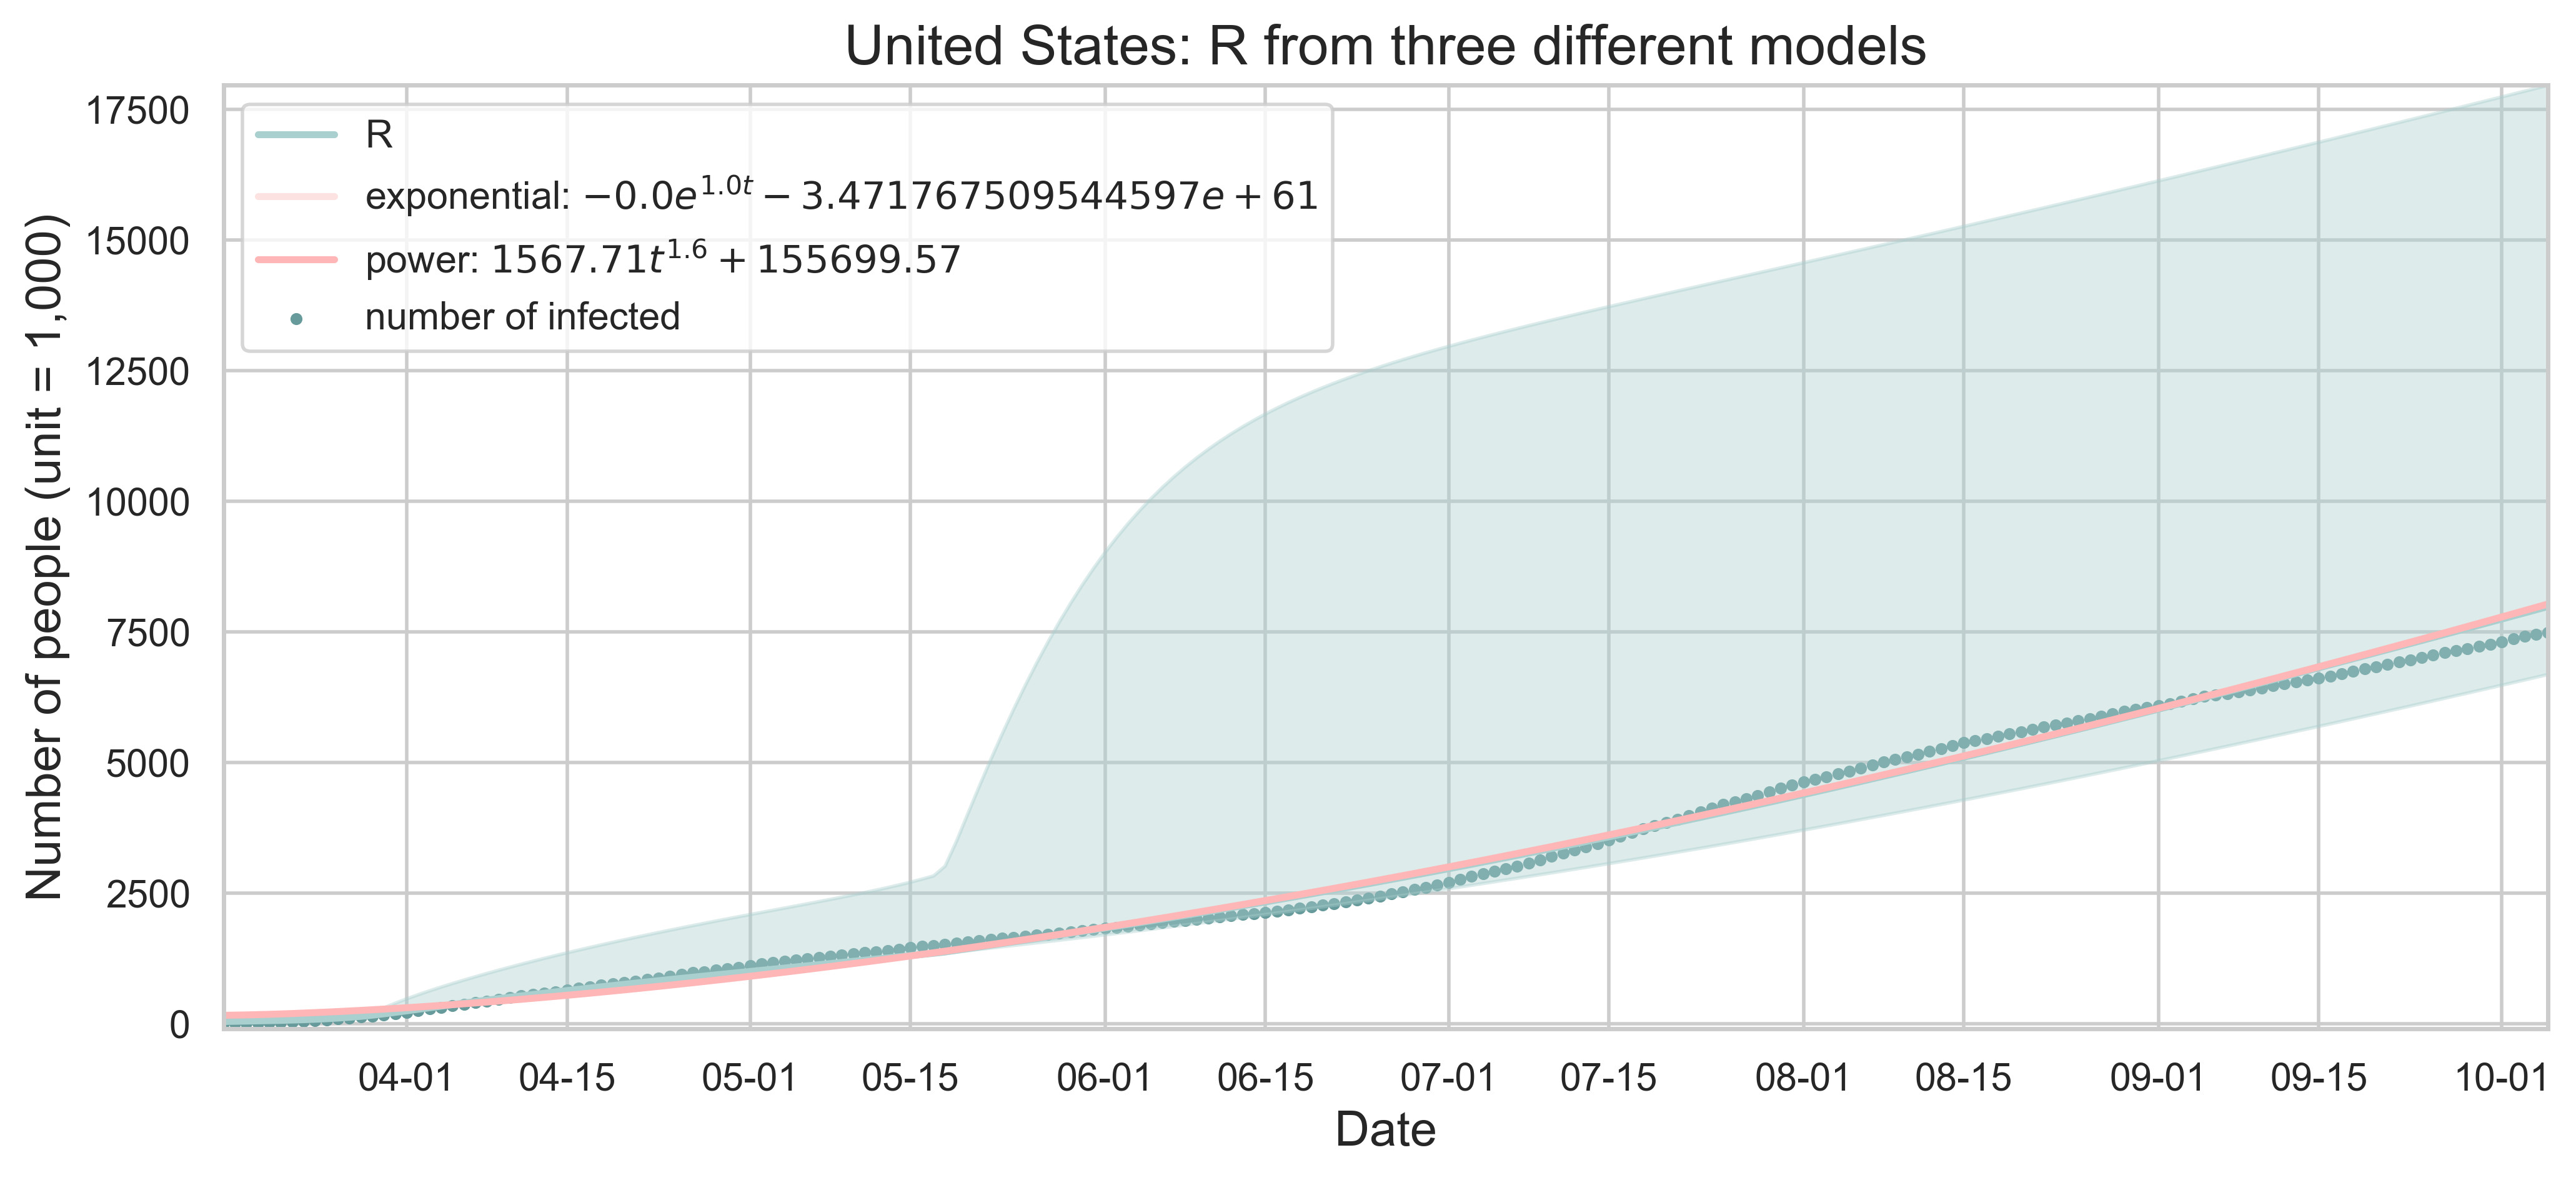 United States: R from three different models
17500
15000
12500
10000
7500
5000
2500
0
Number of people (unit = 1,000)
R
exponential: −0.0e^{1.0t} − 3.4717675095445​97e + 61
power: 1567.71t^{1.6} + 155699.57
number of infected
04-01 04-15 05-01 05-15 06-01 06-15 07-01 07-15 08-01 08-15 09-01 09-15 10-01
Date